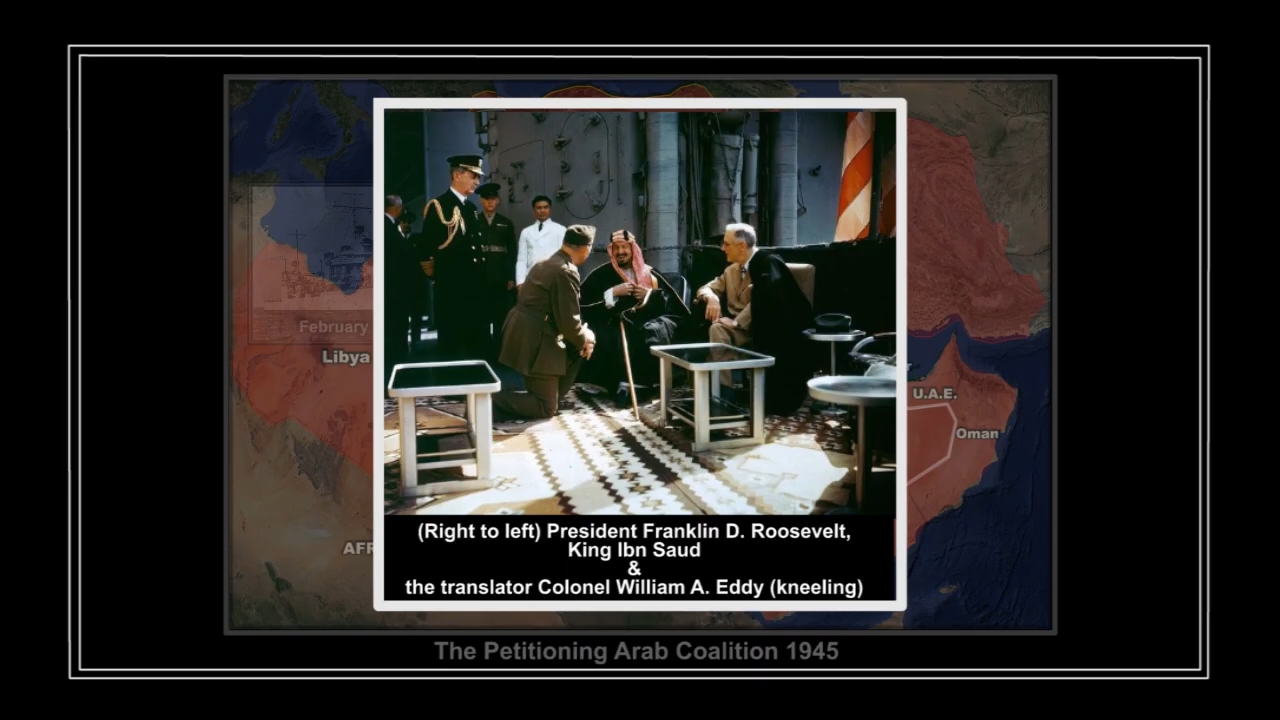 February
Libya
U.A.E.
Oman
AFR
(Right to left) President Franklin D. Roosevelt,
King Ibn Saud
&
the translator Colonel William A. Eddy (kneeling)
The Petitioning Arab Coalition 1945